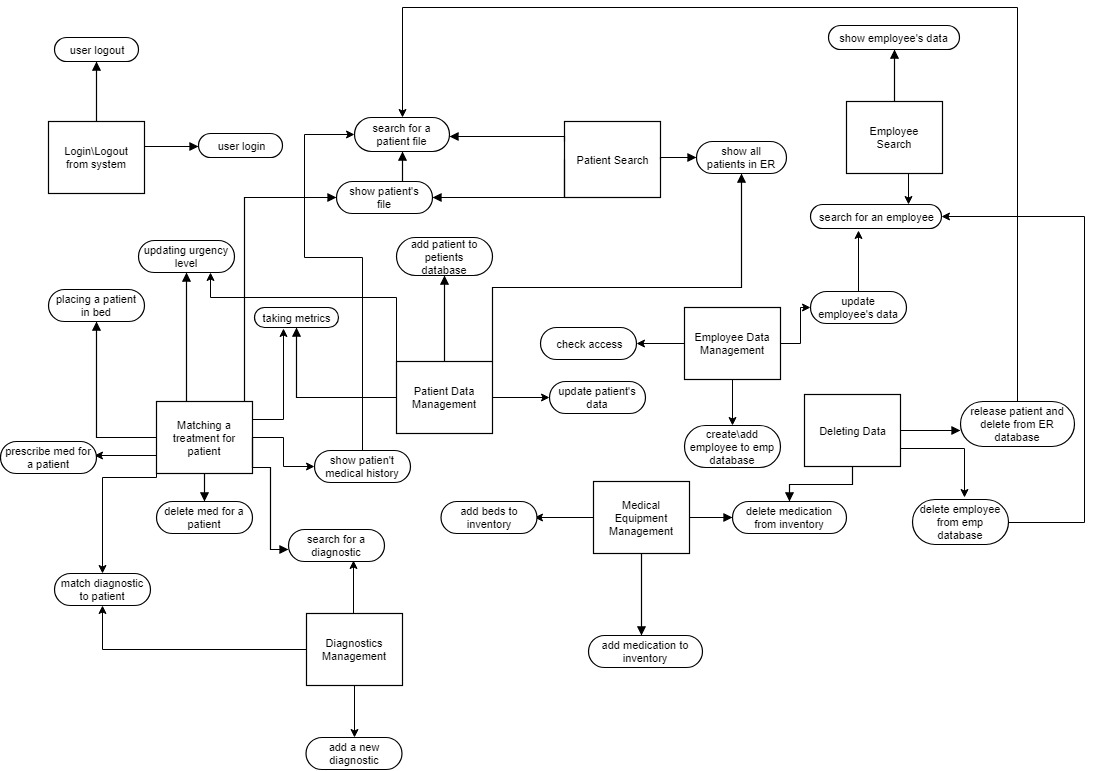 show employee's data
user logout
search for a
patient file
Employee
Search
Login\Logout
from system
user login
Patient Search
show all
patients in ER
show patient's
file
search for an employee
updating urgency
level
add patient to
petients
database
placing a patient
in bed
taking metrics
update
employee's data
check access
Employee Data
Management
Patient Data
Management
update patient's
data
Matching a
treatment for
patient
create\add
employee to emp
database
Deleting Data
release patient and
delete from ER
database
prescribe med for
a patient
show patien't
medical history
delete med for a
patient
add beds to
inventory
Medical
Equipment
Management
delete medication
from inventory
delete employee
from emp
database
search for a
diagnostic
match diagnostic
to patient
Diagnostics
Management
add medication to
inventory
add a new
diagnostic